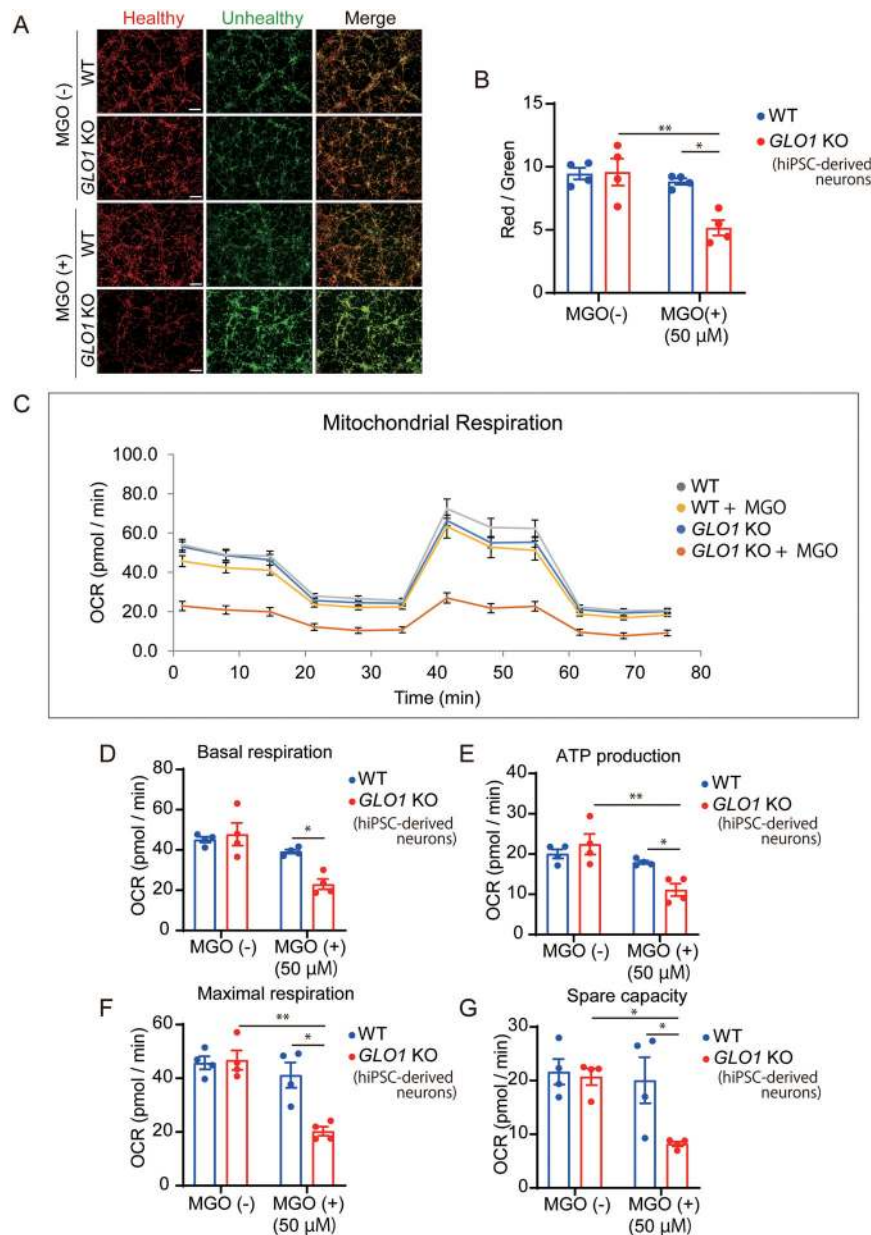 A
Healthy
Unhealthy
Merge
MGO (-)
WT
GLO1 KO
MGO (+)
WT
GLO1 KO
B
Red / Green
15
10
5
0
**
*
MGO(-)
MGO(+)
(50 μM)
WT
GLO1 KO
(hiPSC-derived
neurons)
C
Mitochondrial Respiration
OCR (pmol / min)
100.0
80.0
60.0
40.0
20.0
0.0
0
10
20
30
40
50
60
70
80
Time (min)
WT
WT + MGO
GLO1 KO
GLO1 KO + MGO
D
Basal respiration
OCR (pmol / min)
80
60
40
20
0
*
MGO (-)
MGO (+)
(50 μM)
WT
GLO1 KO
(hiPSC-derived
neurons)
E
ATP production
OCR (pmol / min)
40
30
20
10
0
**
*
MGO (-)
MGO (+)
(50 μM)
WT
GLO1 KO
(hiPSC-derived
neurons)
F
Maximal respiration
OCR (pmol / min)
60
40
20
0
**
*
MGO (-)
MGO (+)
(50 μM)
WT
GLO1 KO
(hiPSC-derived
neurons)
G
Spare capacity
OCR (pmol / min)
30
20
10
0
*
*
MGO (-)
MGO (+)
(50 μM)
WT
GLO1 KO
(hiPSC-derived
neurons)